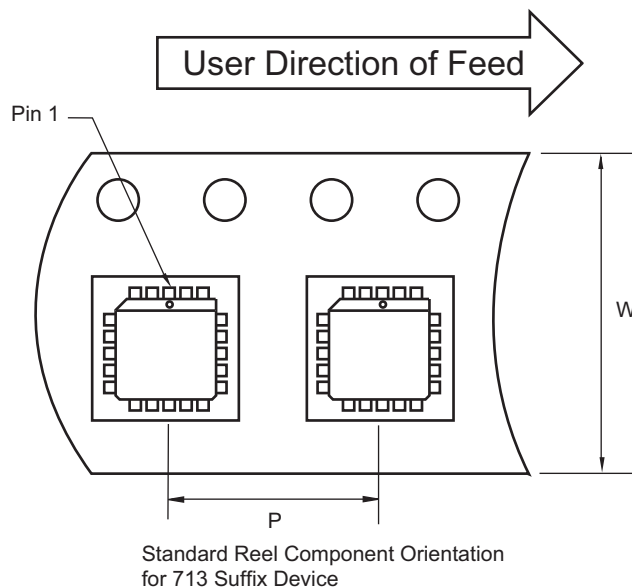 User Direction of Feed
Pin 1
W
P
Standard Reel Component Orientation
for 713 Suffix Device